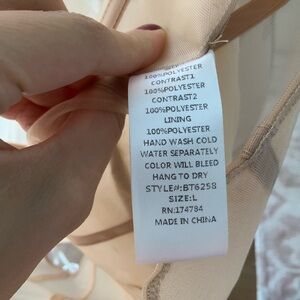 100%POLYESTER
CONTRAST1
100%POLYESTER
CONTRAST2
100%POLYESTER
LINING
100%POLYESTER
HAND WASH COLD
WATER SEPARATELY
COLOR WILL BLEED
HANG TO DRY
STYLE#:BT6258
SIZE:L
RN:174784
MADE IN CHINA